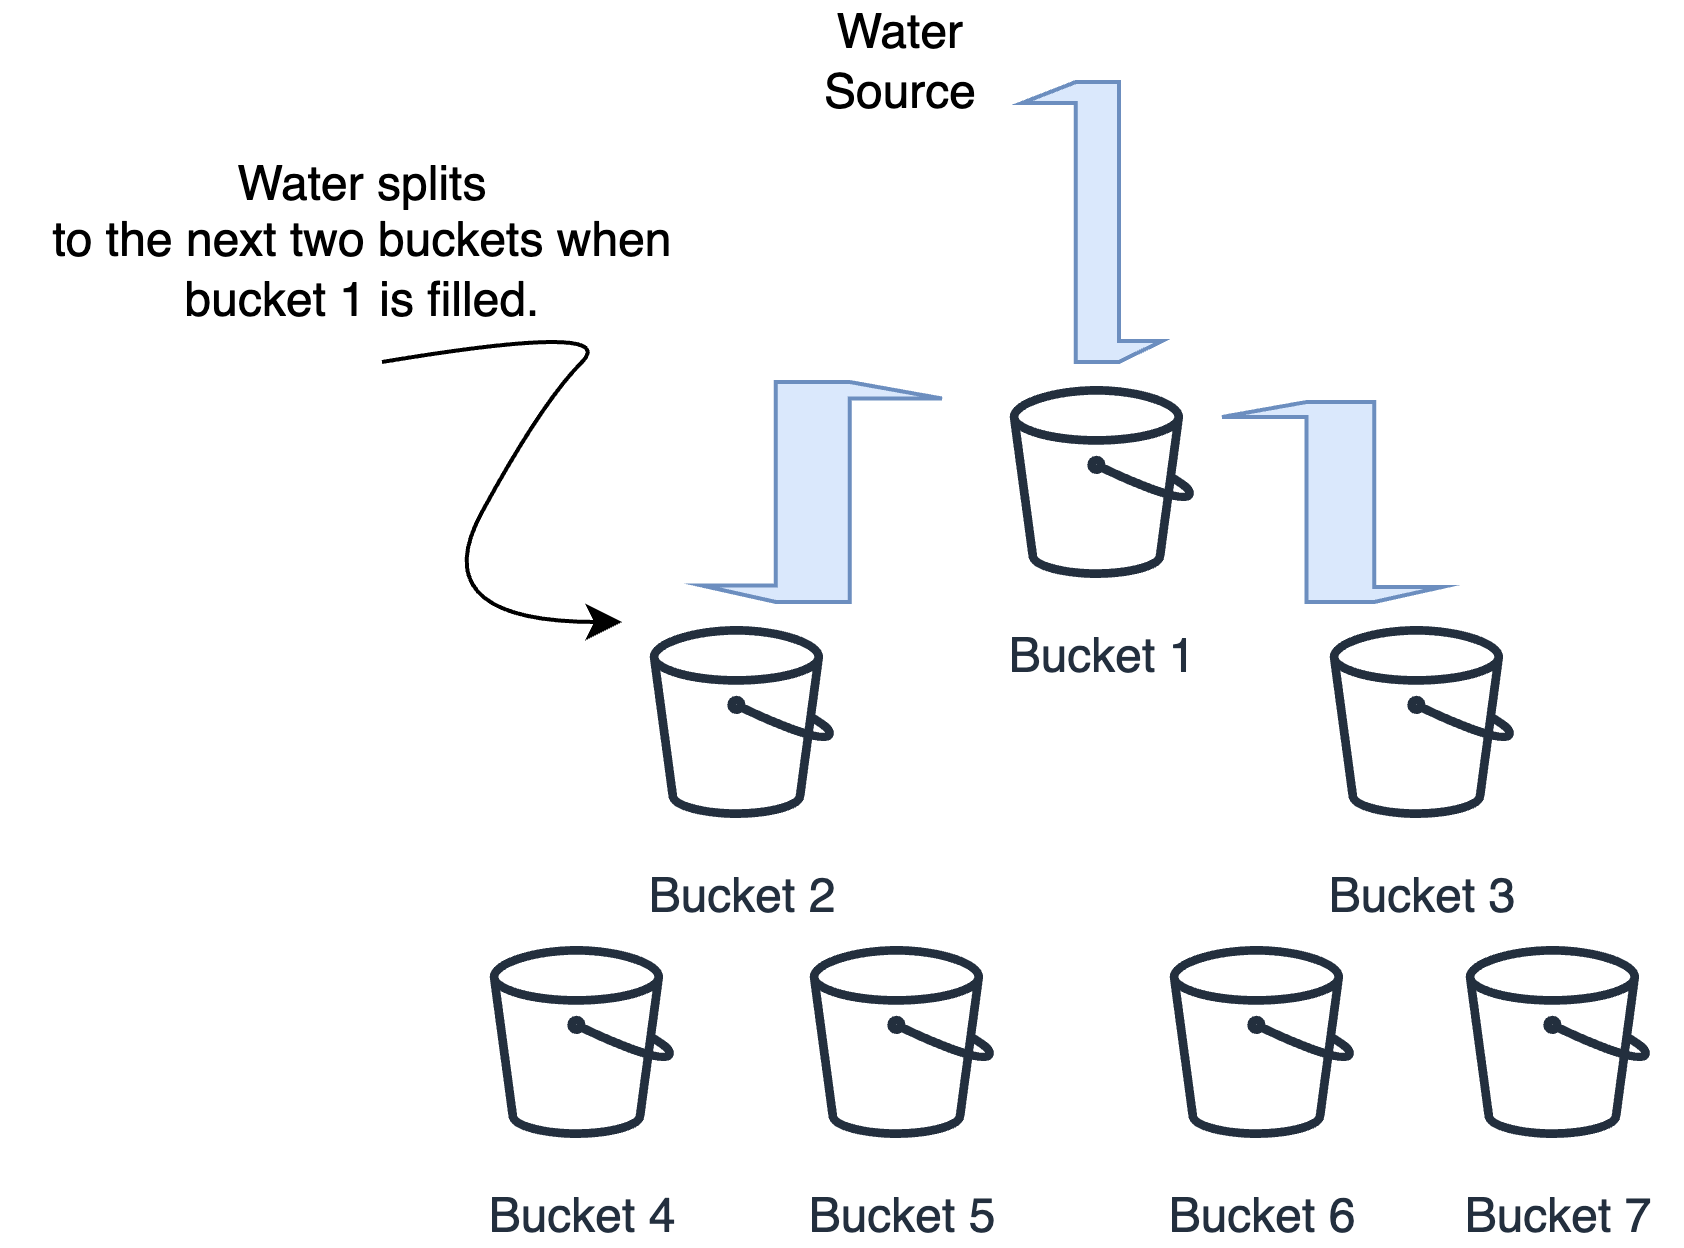 Water
Source
Water splits
to the next two buckets when
bucket 1 is filled.
Bucket 1
Bucket 2
Bucket 3
Bucket 4
Bucket 5
Bucket 6
Bucket 7